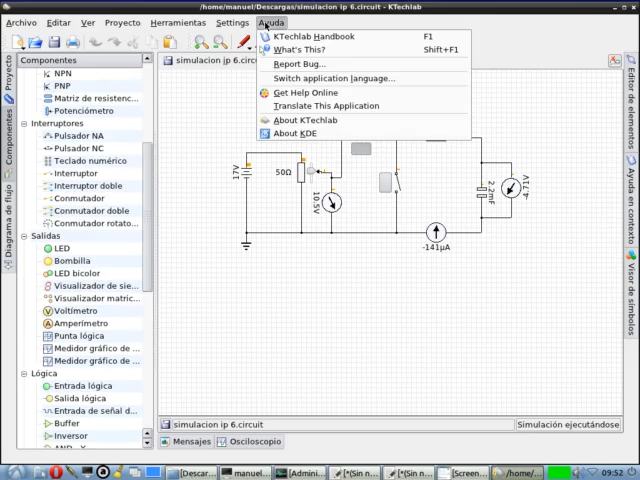 /home/manuel/Descargas/simulacion ip 6.circuit - KTechLab
Archivo Editar Ver Proyecto Herramientas Settings Ayuda
KTechlab Handbook F1
What's This? Shift+F1
Report Bug...
Switch application language...
Get Help Online
Translate This Application
About KTechlab
About KDE
Proyecto
Componentes
Diagrama de flujo
Componentes
NPN
PNP
Matriz de resistenc...
Potenciómetro
Interruptores
Pulsador NA
Pulsador NC
Teclado numérico
Interruptor
Interruptor doble
Conmutador
Conmutador doble
Conmutador rotato...
Salidas
LED
Bombilla
LED bicolor
Visualizador de sie...
Visualizador matric...
Voltímetro
Amperímetro
Punta lógica
Medidor gráfico de ...
Medidor gráfico de ...
Lógica
Entrada lógica
Salida lógica
Entrada de señal d...
Buffer
Inversor
simulacion ip 6.circuit
17V
50Ω
10.5V
2.2mF
-4.71V
-141µA
Editor de elementos
Ayuda en contexto
Visor de símbolos
simulacion ip 6.circuit
Simulación ejecutándose
Mensajes Osciloscopio
[Descar...
manuel...
[Admini...
[*(Sin n...
[*(Sin n...
[Screen...
/home/...
09:52